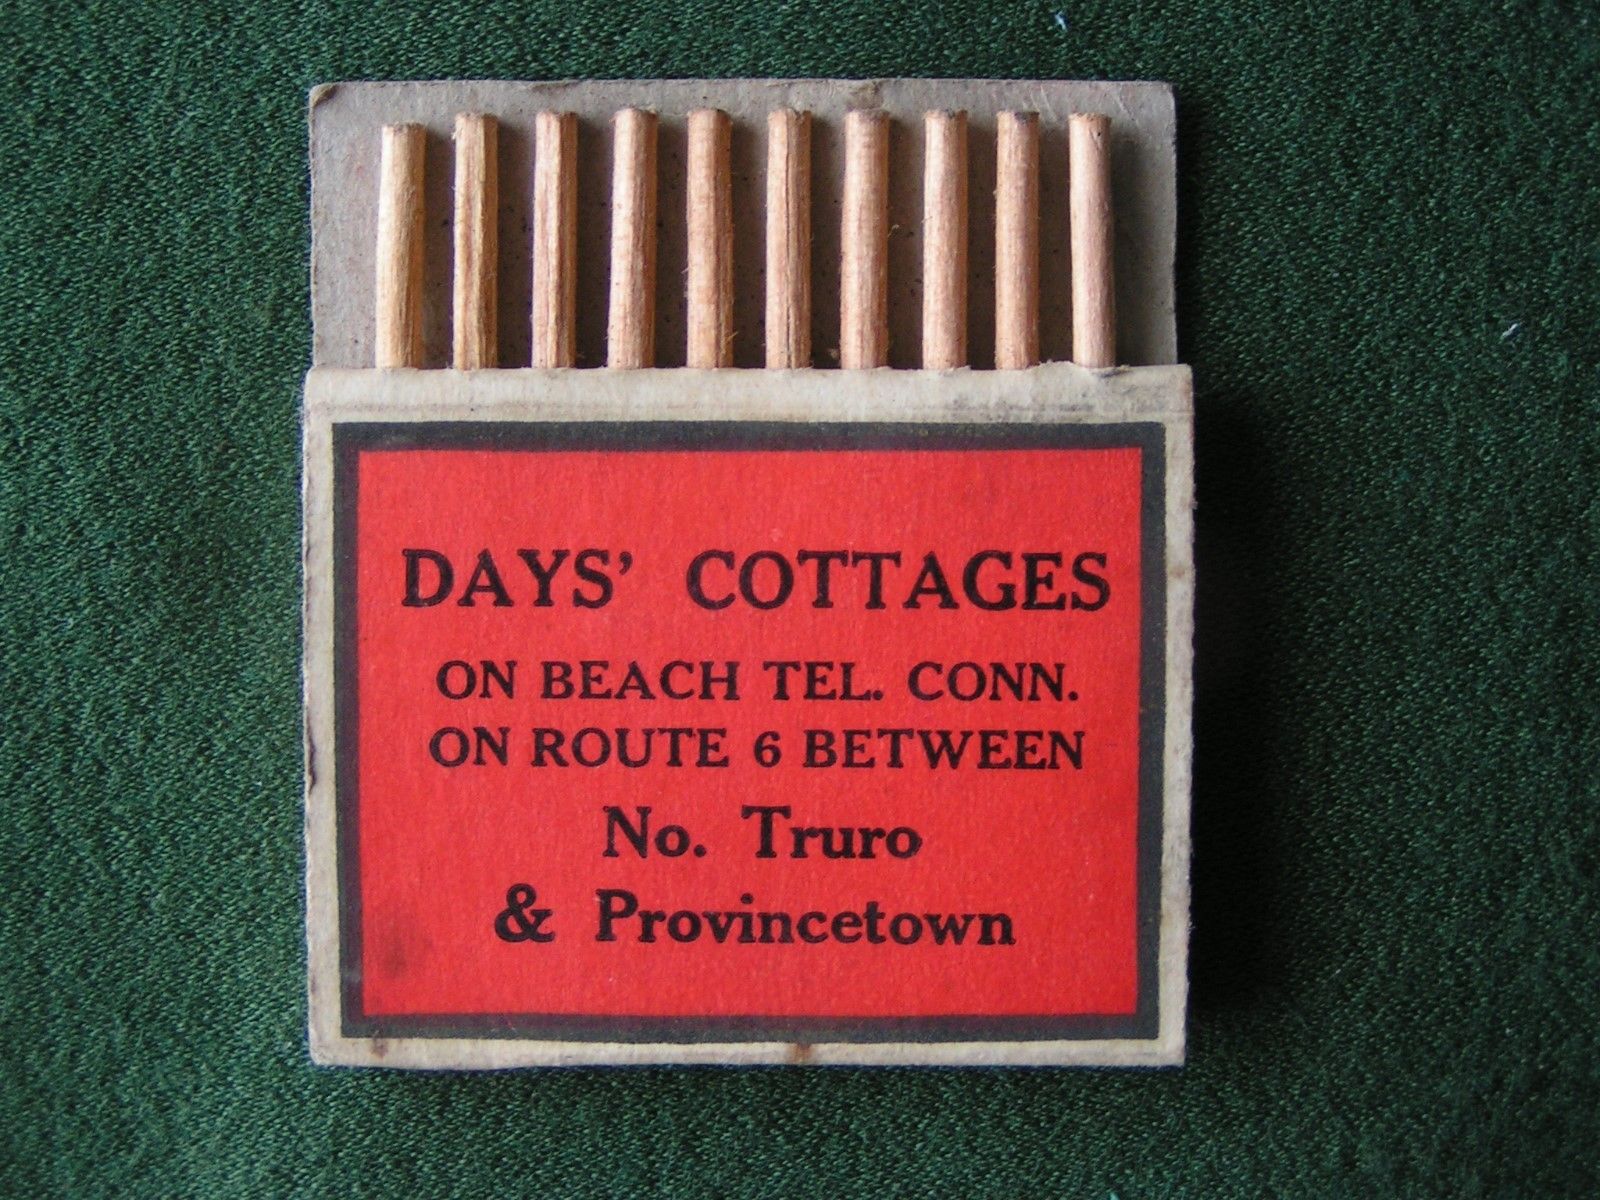 DAYS' COTTAGES
ON BEACH TEL. CONN.
ON ROUTE 6 BETWEEN
No. Truro
& Provincetown